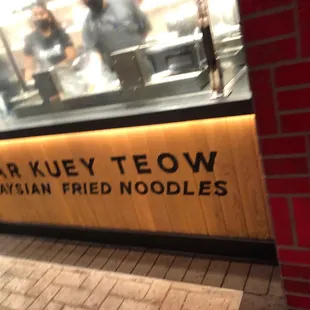 AR KUEY TEOW
AYSIAN FRIED NOODLES